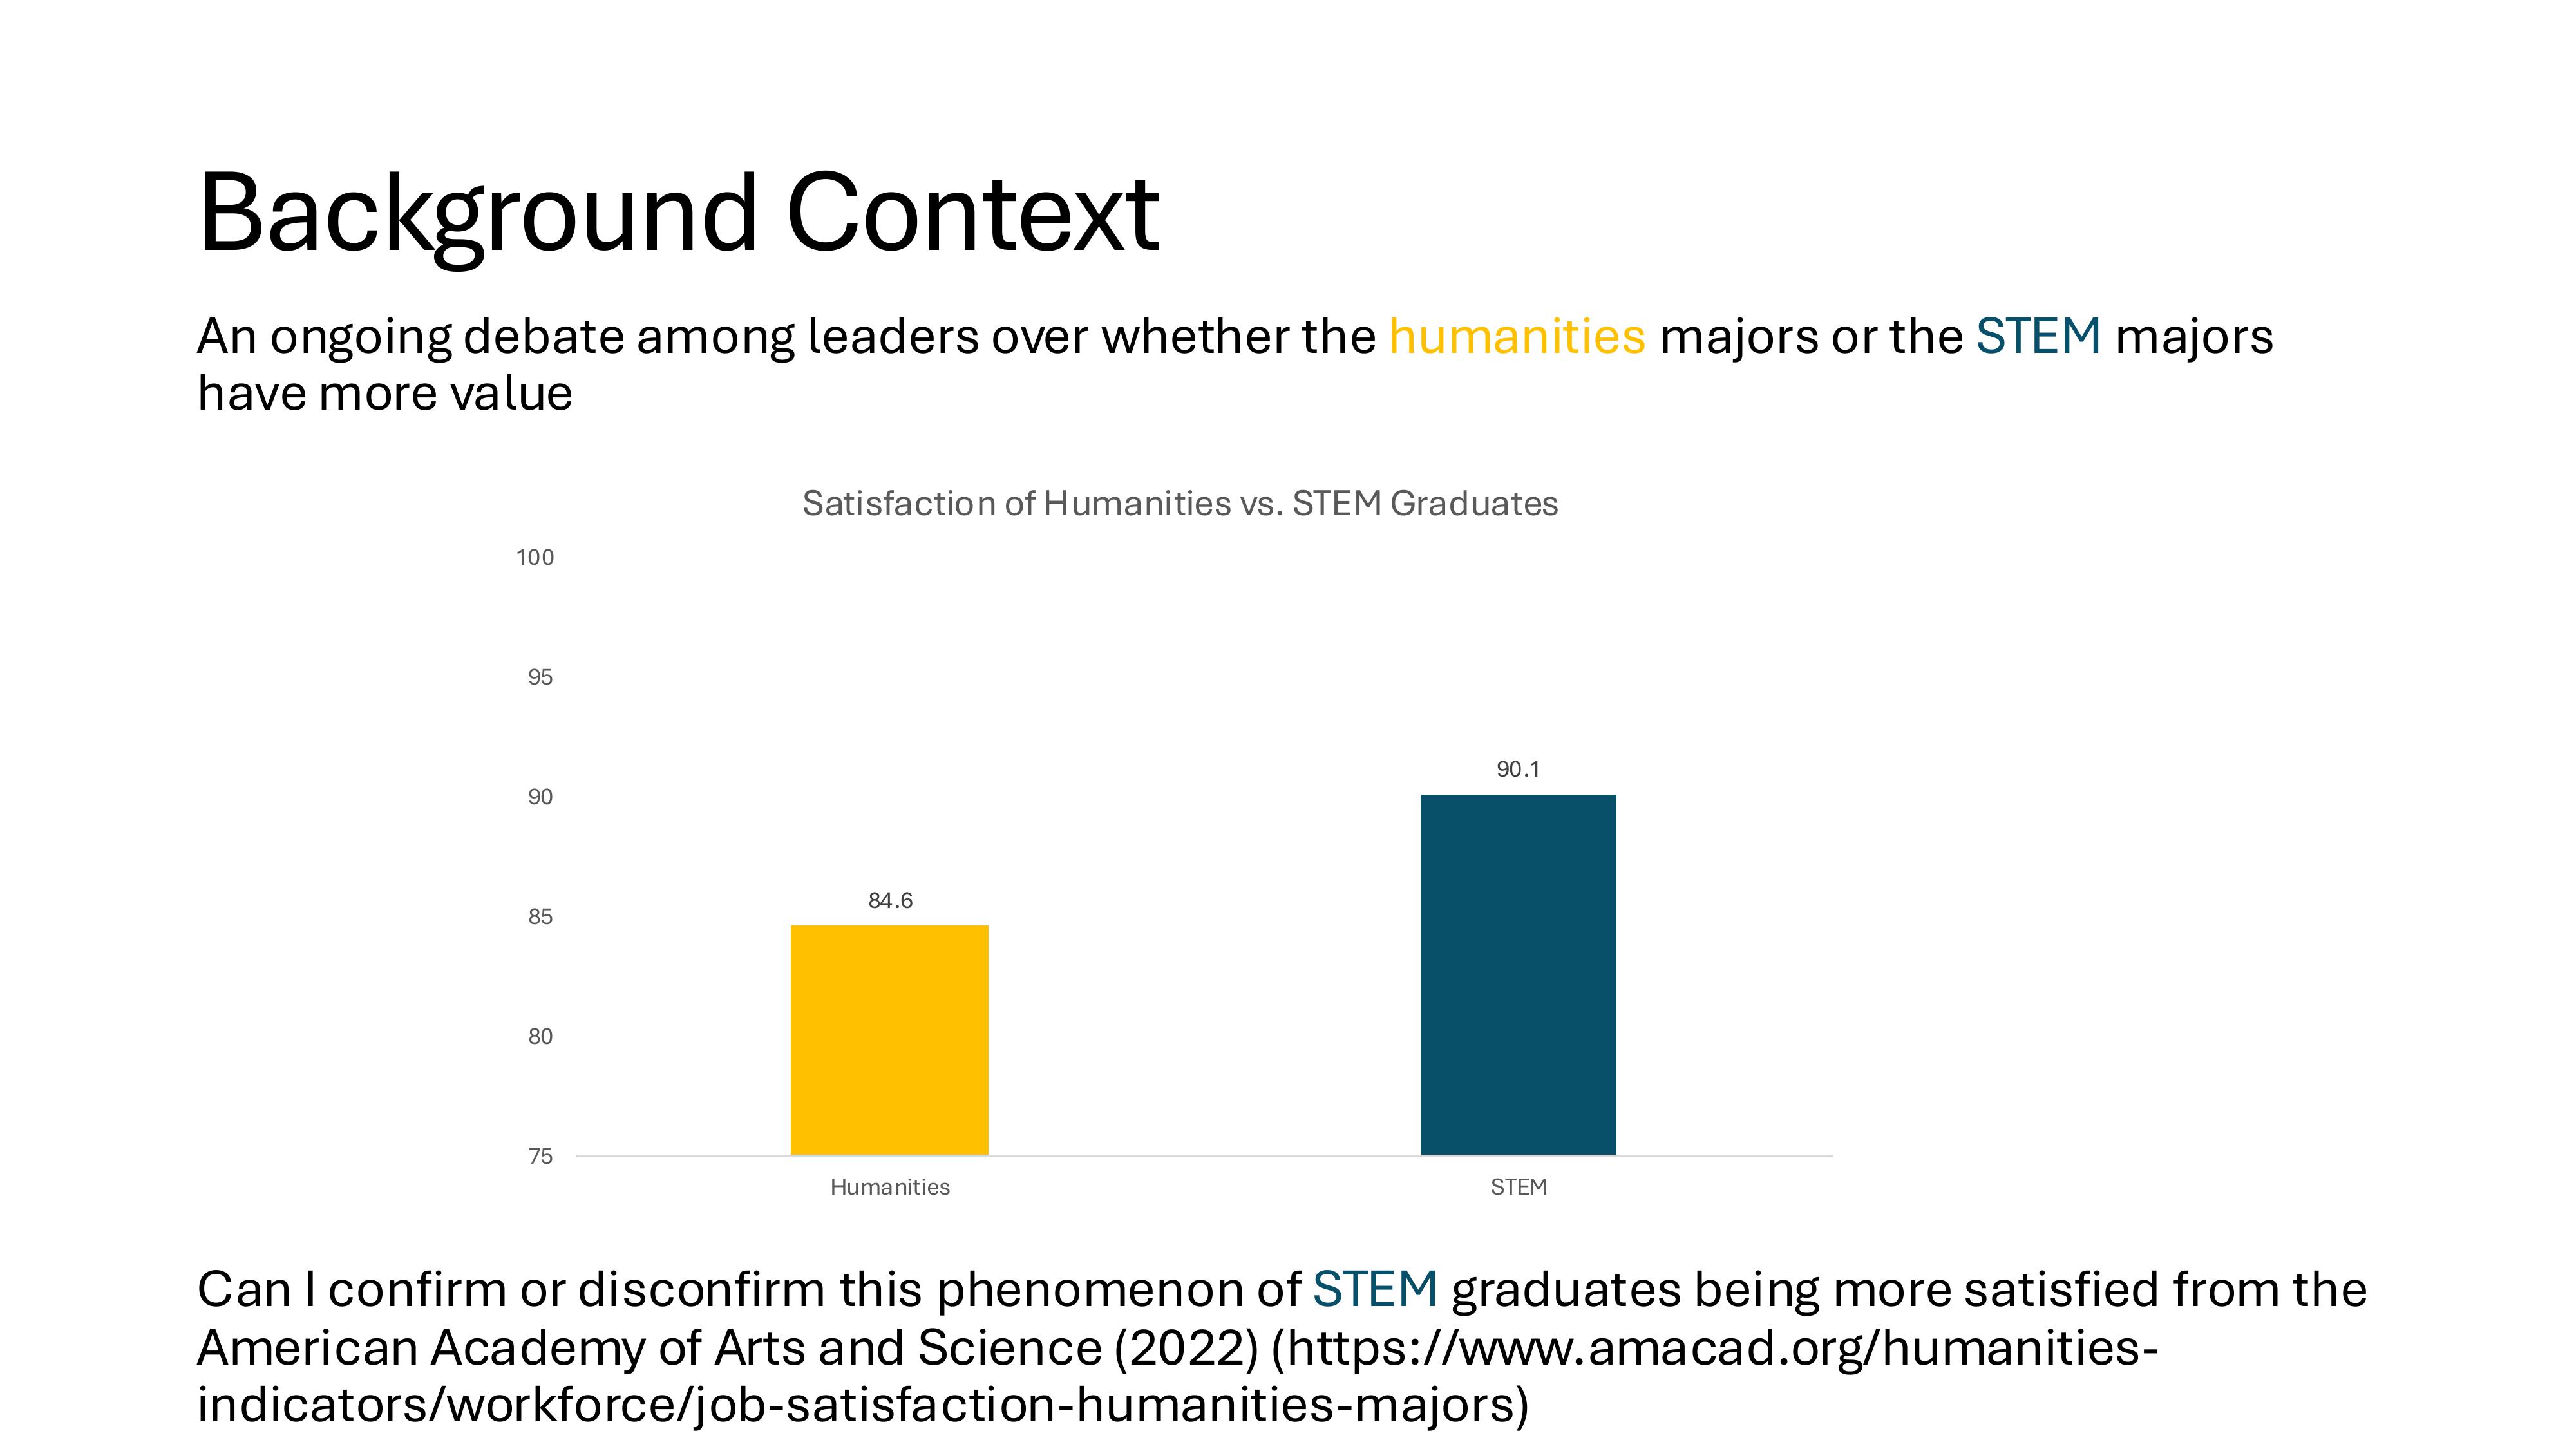 Background Context
An ongoing debate among leaders over whether the humanities majors or the STEM majors
have more value
Satisfaction of Humanities vs. STEM Graduates
100
95
90
85
80
75
84.6
90.1
Humanities
STEM
Can I confirm or disconfirm this phenomenon of STEM graduates being more satisfied from the
American Academy of Arts and Science (2022) (https://www.amacad.org/humanities-
indicators/workforce/job-satisfaction-humanities-majors)